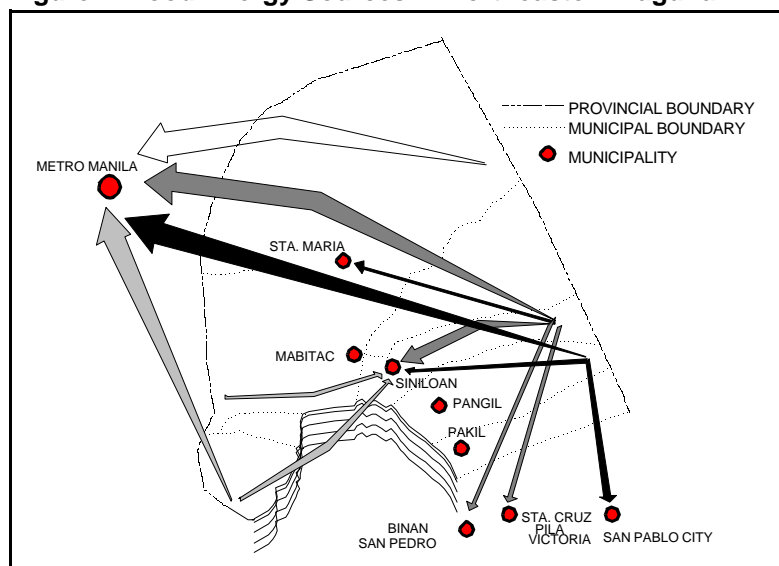 PROVINCIAL BOUNDARY
MUNICIPAL BOUNDARY
MUNICIPALITY
METRO MANILA
STA. MARIA
MABITAC
SINILOAN
PANGIL
PAKIL
BINAN
SAN PEDRO
STA. CRUZ
PILA
VICTORIA
SAN PABLO CITY